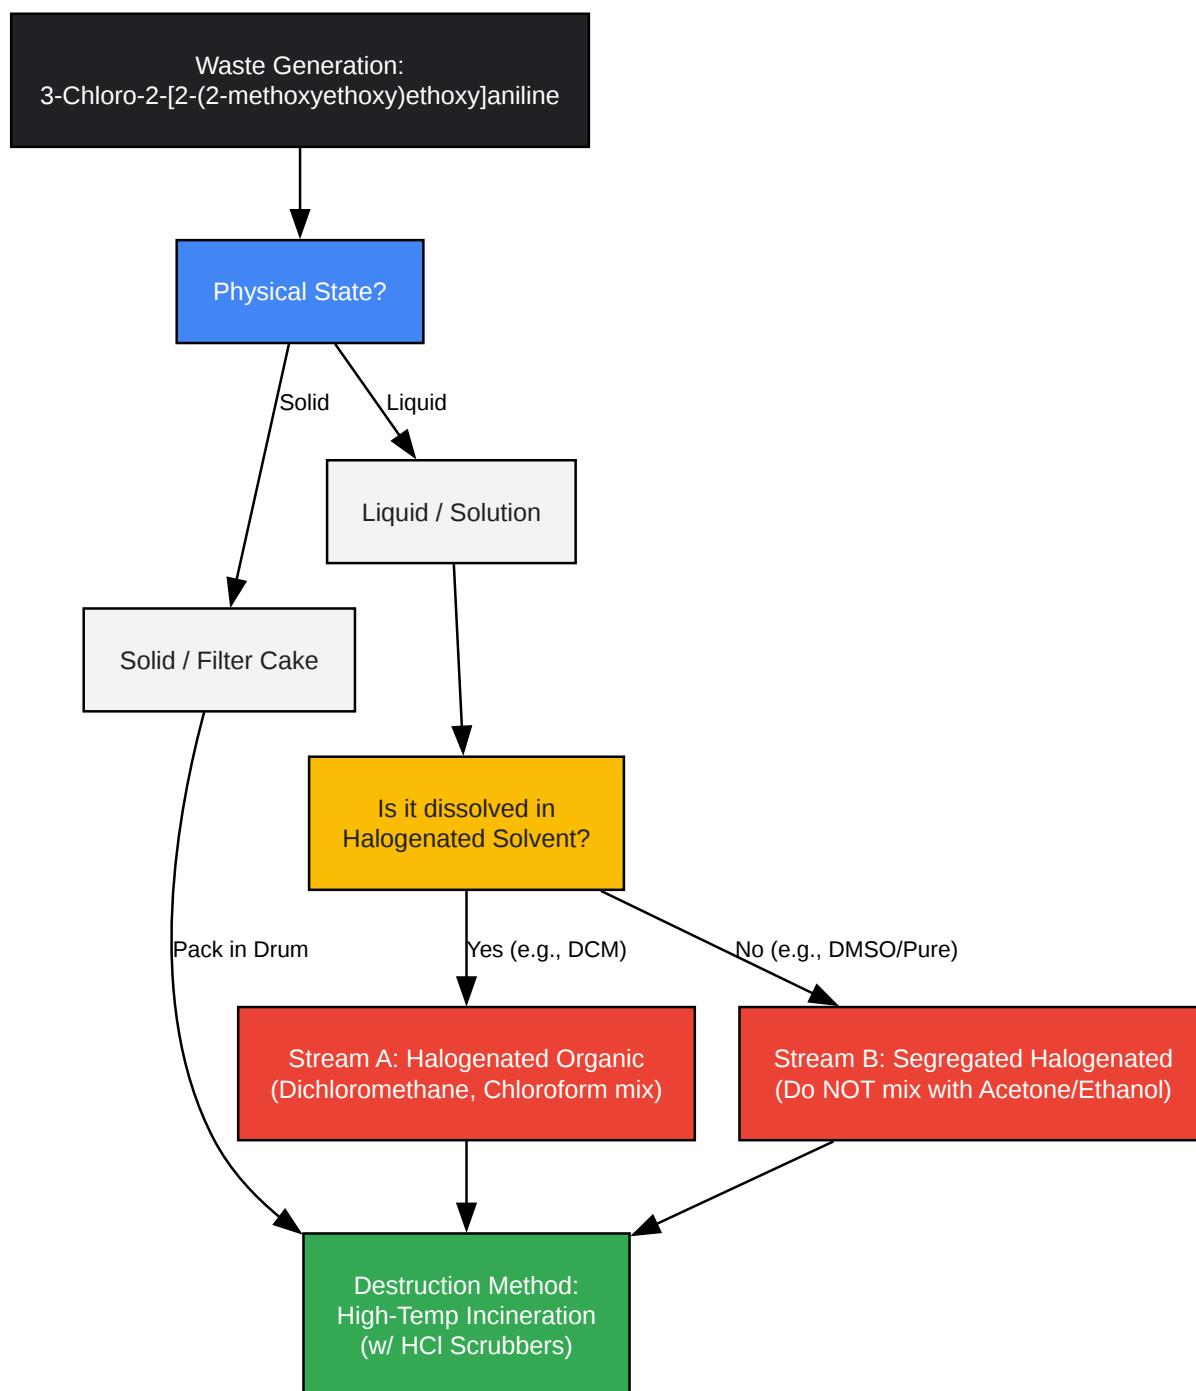 Waste Generation:
3-Chloro-2-[2-(2-methoxyethoxy)ethoxy]aniline
Physical State?
Solid
Liquid
Liquid / Solution
Solid / Filter Cake
Is it dissolved in
Halogenated Solvent?
Pack in Drum
Yes (e.g., DCM)
No (e.g., DMSO/Pure)
Stream A: Halogenated Organic
(Dichloromethane, Chloroform mix)
Stream B: Segregated Halogenated
(Do NOT mix with Acetone/Ethanol)
Destruction Method:
High-Temp Incineration
(w/ HCl Scrubbers)